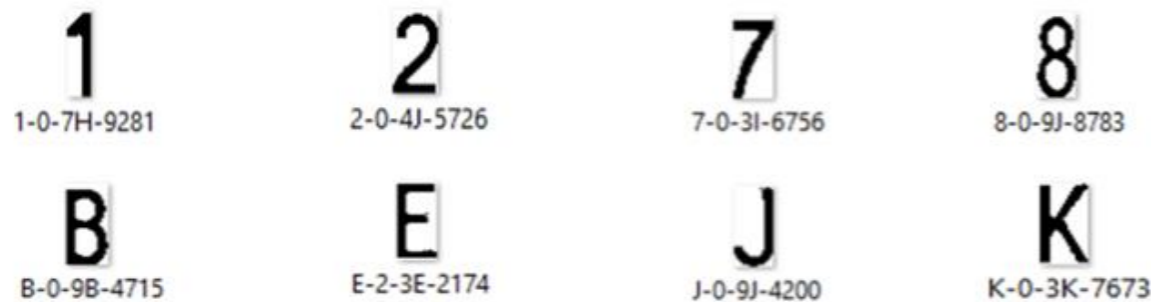 1 2 7 8
1-0-7H-9281 2-0-4J-5726 7-0-3I-6756 8-0-9J-8783
B E J K
B-0-9B-4715 E-2-3E-2174 J-0-9J-4200 K-0-3K-7673